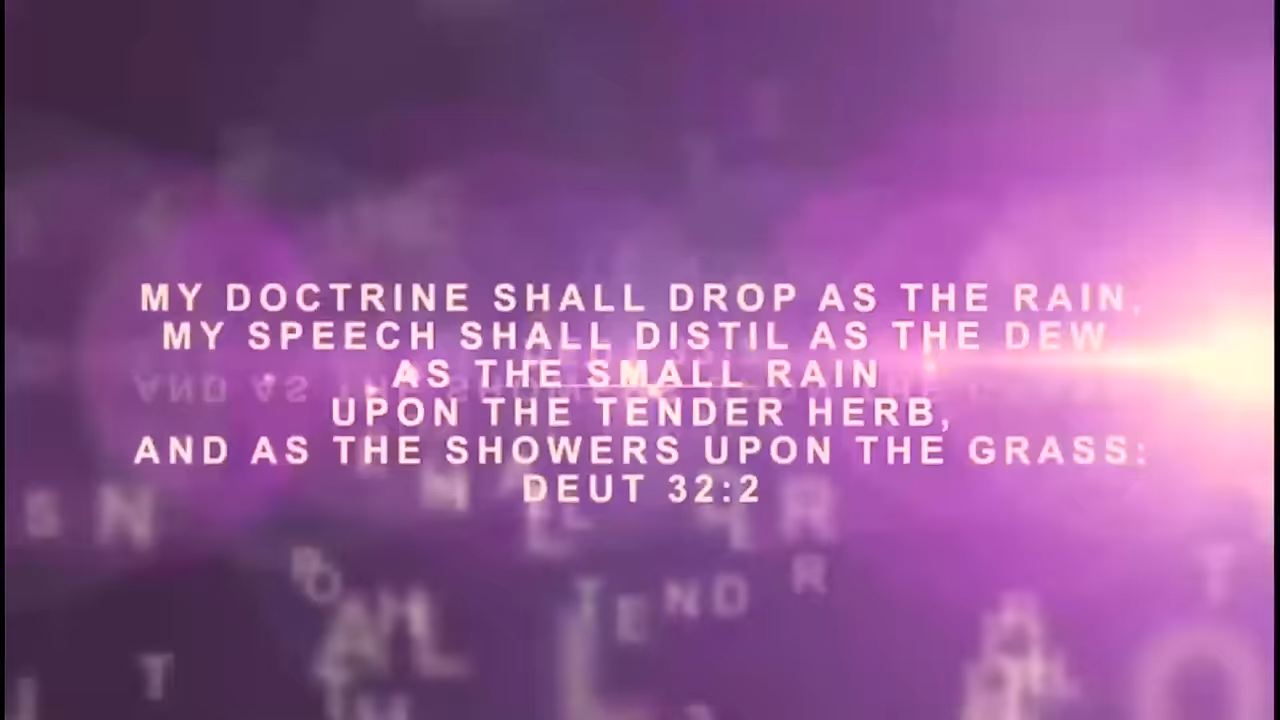 MY DOCTRINE SHALL DROP AS THE RAIN,
MY SPEECH SHALL DISTIL AS THE DEW
AS THE SMALL RAIN
UPON THE TENDER HERB,
AND AS THE SHOWERS UPON THE GRASS:
DEUT 32:2